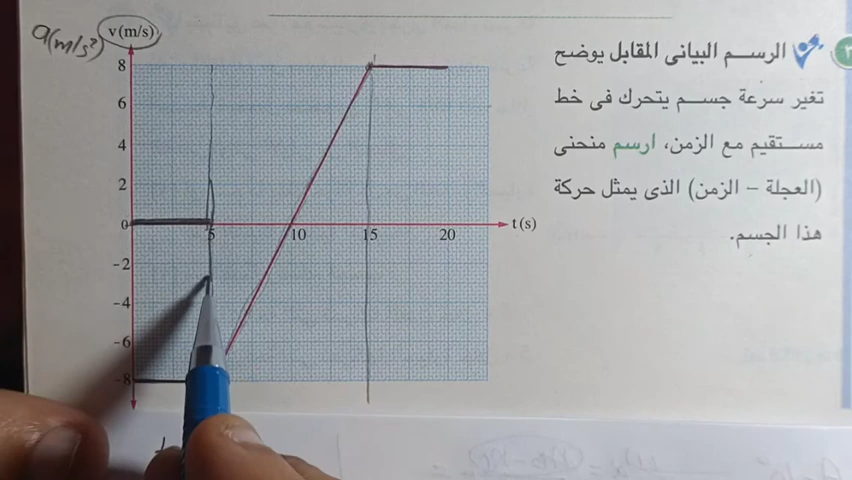 a(m/s²)
v (m/s)
8
6
4
2
0
-2
-4
-6
-8
5
10
15
20
t (s)
الرسم البيانى المقابل يوضح
تغير سرعة جسم يتحرك فى خط
مستقيم مع الزمن، ارسم منحنى
(العجلة – الزمن) الذى يمثل حركة
هذا الجسم.